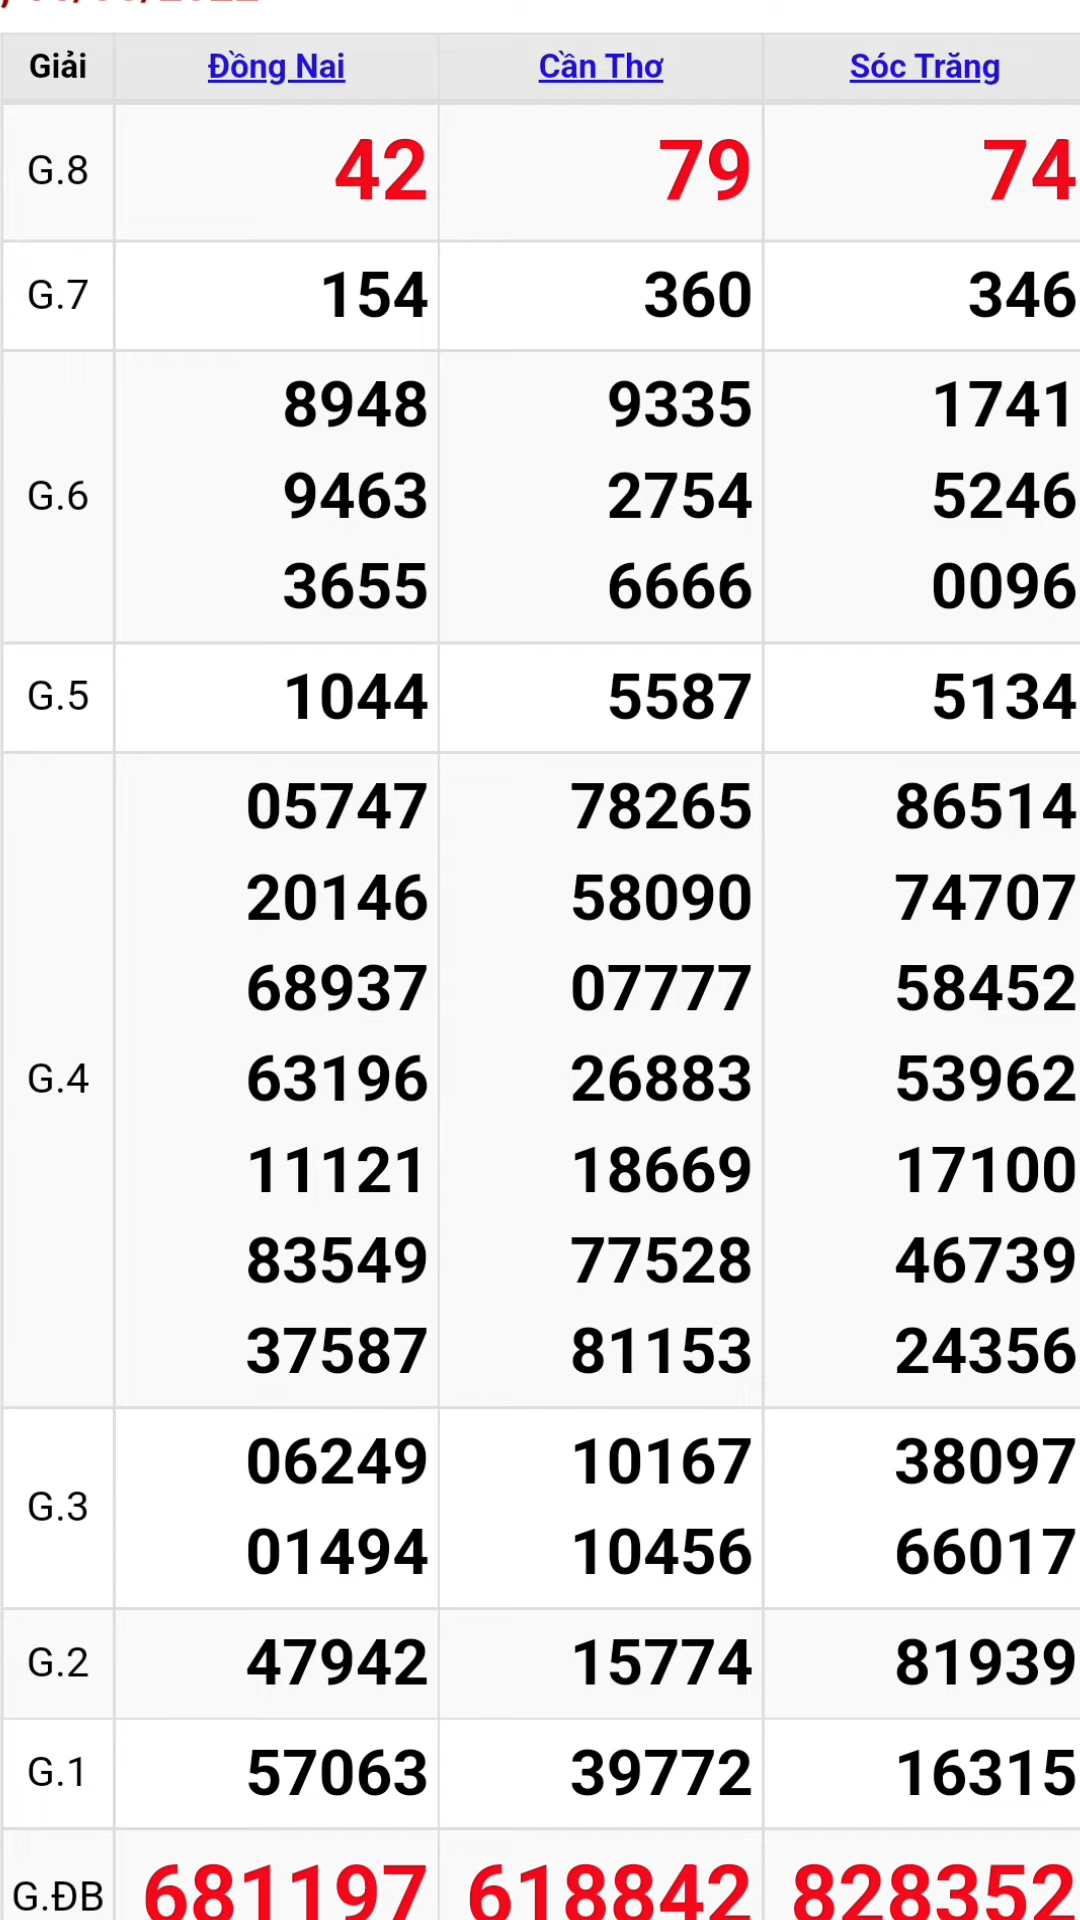 Giải Đồng Nai Cần Thơ Sóc Trăng
G.8 42 79 74
G.7 154 360 346
8948 9335 1741
G.6 9463 2754 5246
3655 6666 0096
G.5 1044 5587 5134
05747 78265 86514
20146 58090 74707
68937 07777 58452
G.4 63196 26883 53962
11121 18669 17100
83549 77528 46739
37587 81153 24356
G.3 06249 10167 38097
01494 10456 66017
G.2 47942 15774 81939
G.1 57063 39772 16315
G.ĐB 681197 618842 828352